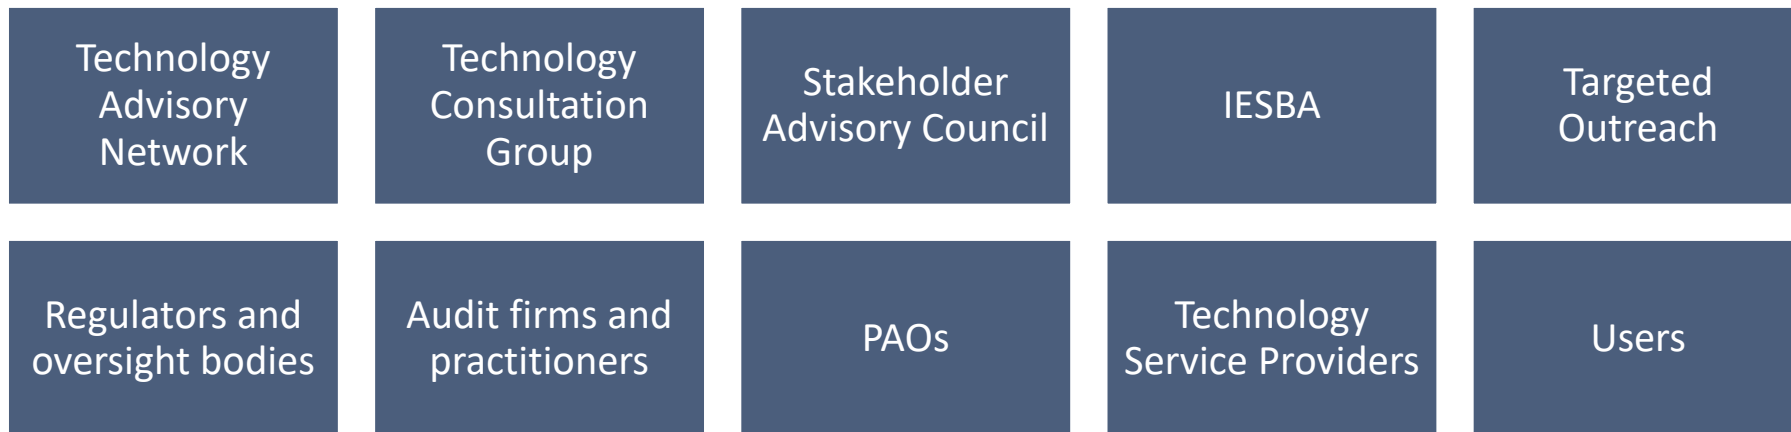 Technology
Advisory
Network
Technology
Consultation
Group
Stakeholder
Advisory Council
IESBA
Targeted
Outreach
Regulators and
oversight bodies
Audit firms and
practitioners
PAOs
Technology
Service Providers
Users